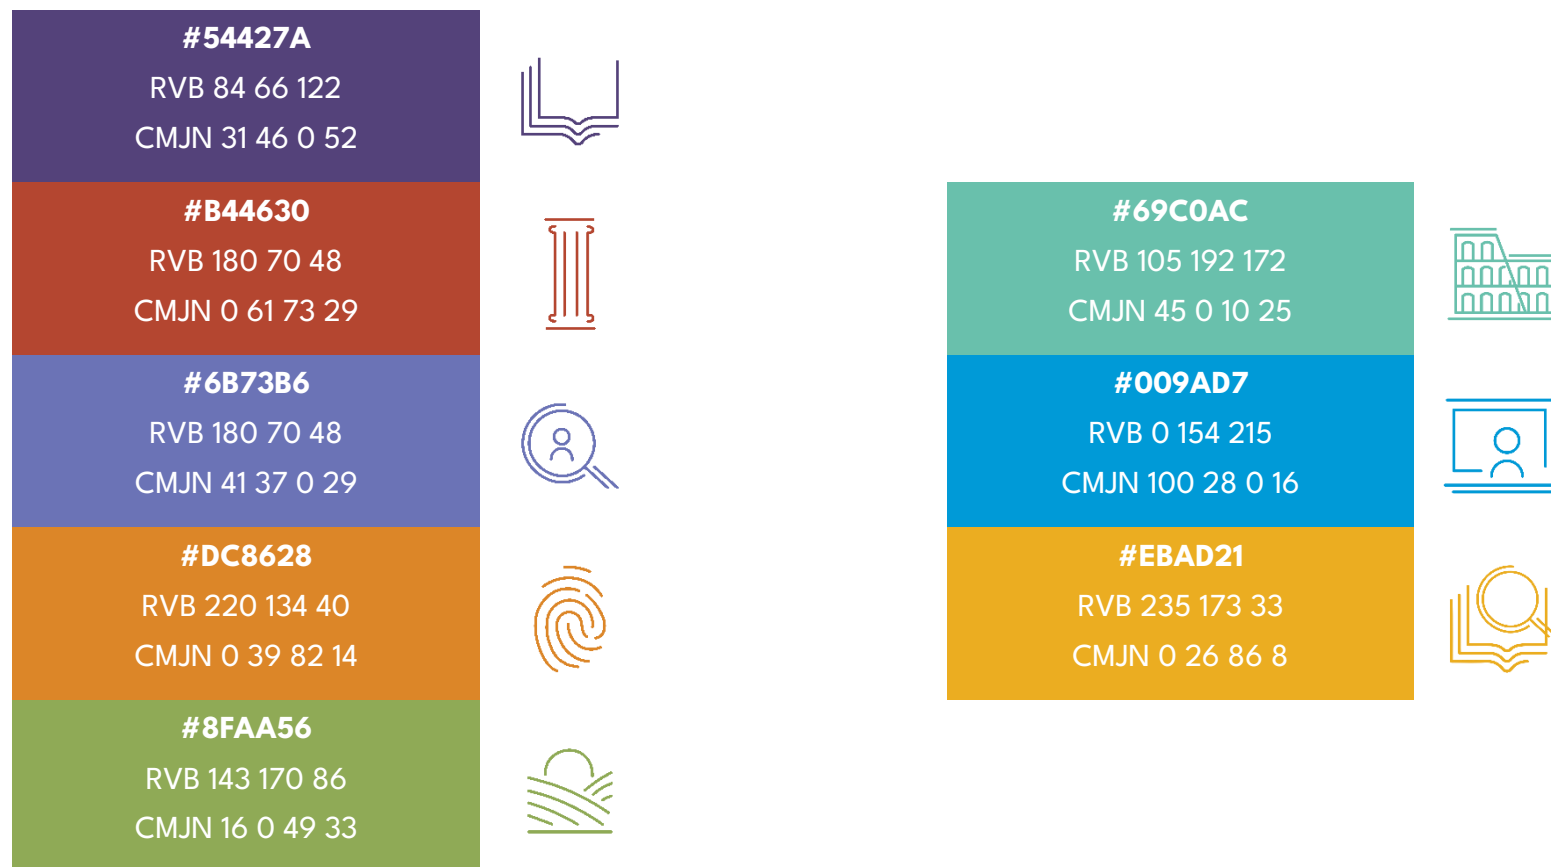 #54427A
RVB 84 66 122
CMJN 31 46 0 52
#B44630
RVB 180 70 48
CMJN 0 61 73 29
#6B73B6
RVB 180 70 48
CMJN 41 37 0 29
#DC8628
RVB 220 134 40
CMJN 0 39 82 14
#8FAA56
RVB 143 170 86
CMJN 16 0 49 33
#69C0AC
RVB 105 192 172
CMJN 45 0 10 25
#009AD7
RVB 0 154 215
CMJN 100 28 0 16
#EBAD21
RVB 235 173 33
CMJN 0 26 86 8